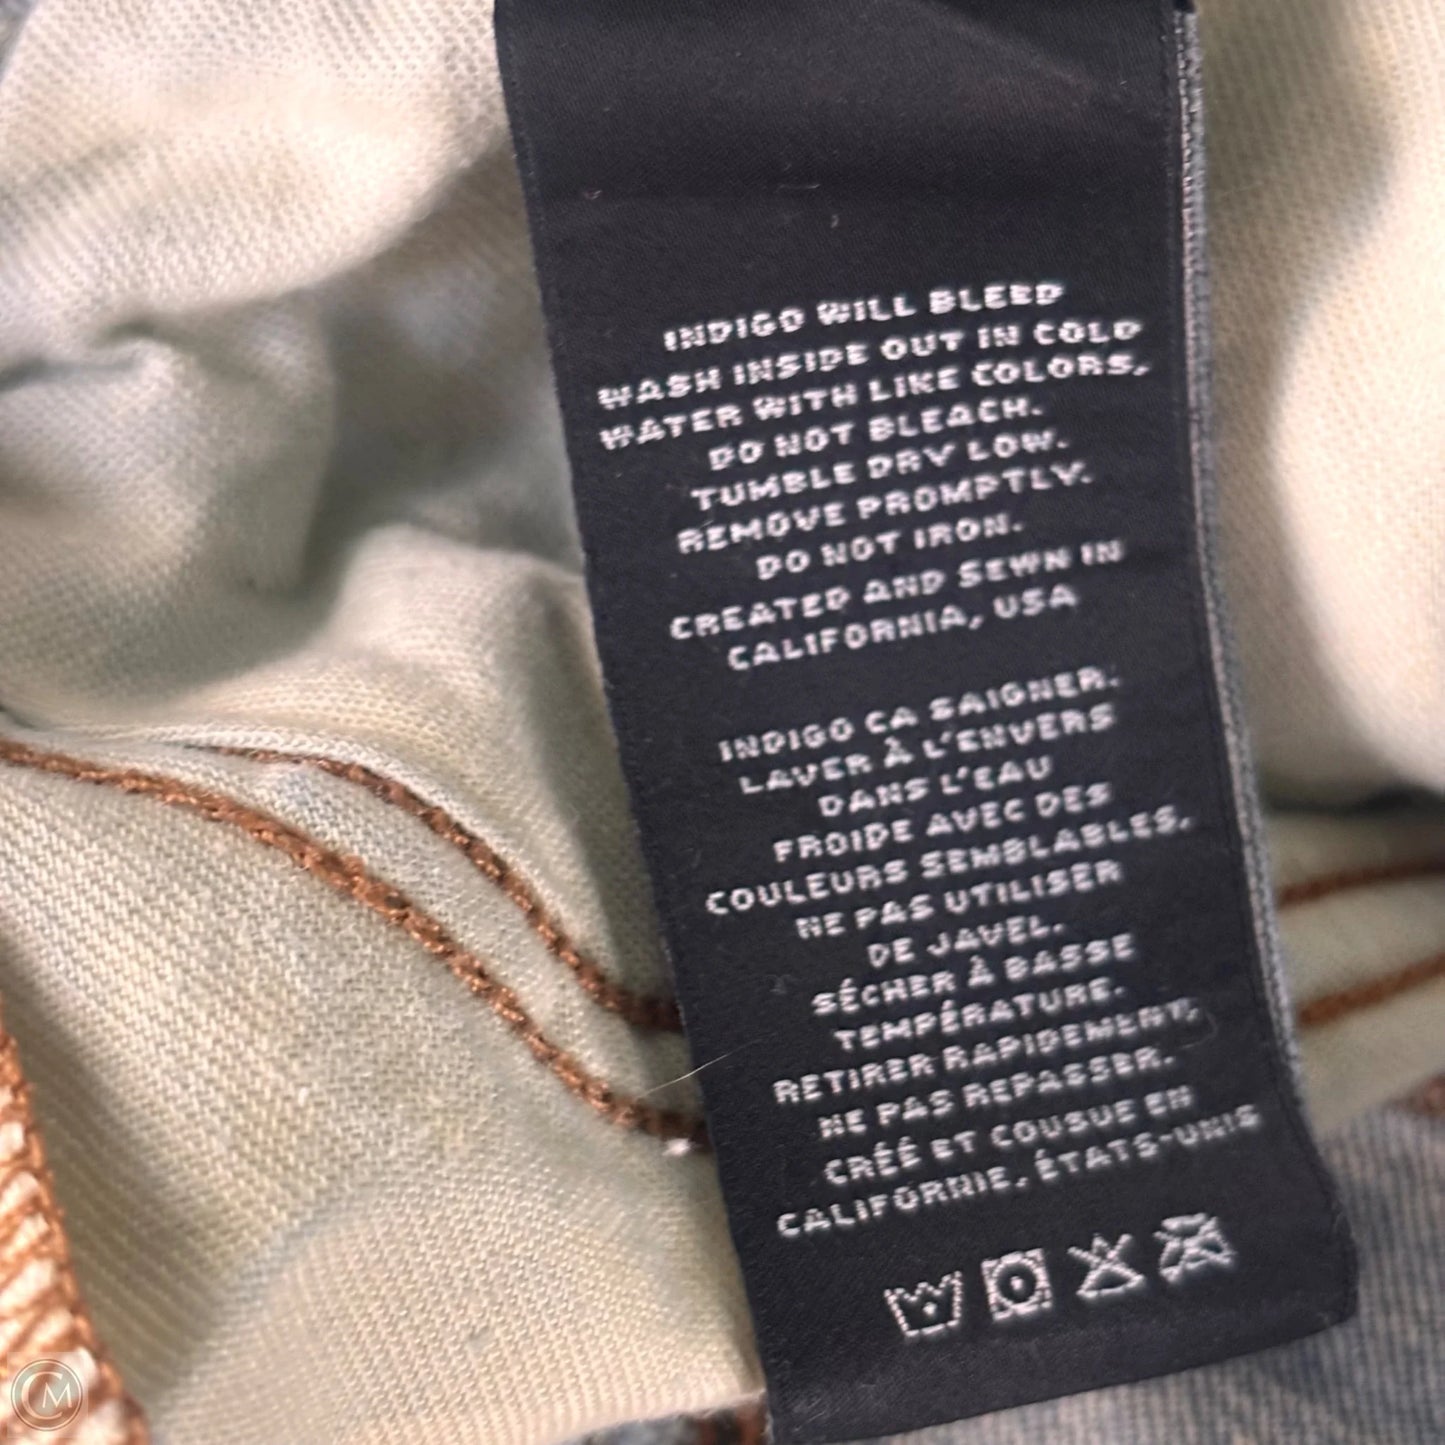 INDIGO WILL BLEED
WASH INSIDE OUT IN COLD
WATER WITH LIKE COLORS.
DO NOT BLEACH.
TUMBLE DRY LOW.
REMOVE PROMPTLY.
DO NOT IRON.
CREATED AND SEWN IN
CALIFORNIA, USA
INDIGO CA SAIGNER.
LAVER À L'ENVERS
DANS L'EAU
FROIDE AVEC DES
COULEURS SEMBLABLES.
NE PAS UTILISER
DE JAVEL.
SÉCHER À BASSE
TEMPÉRATURE.
RETIRER RAPIDEMENT.
NE PAS REPASSER.
CRÉÉ ET COUSUE EN
CALIFORNIE, ÉTATS-UNIS
CM